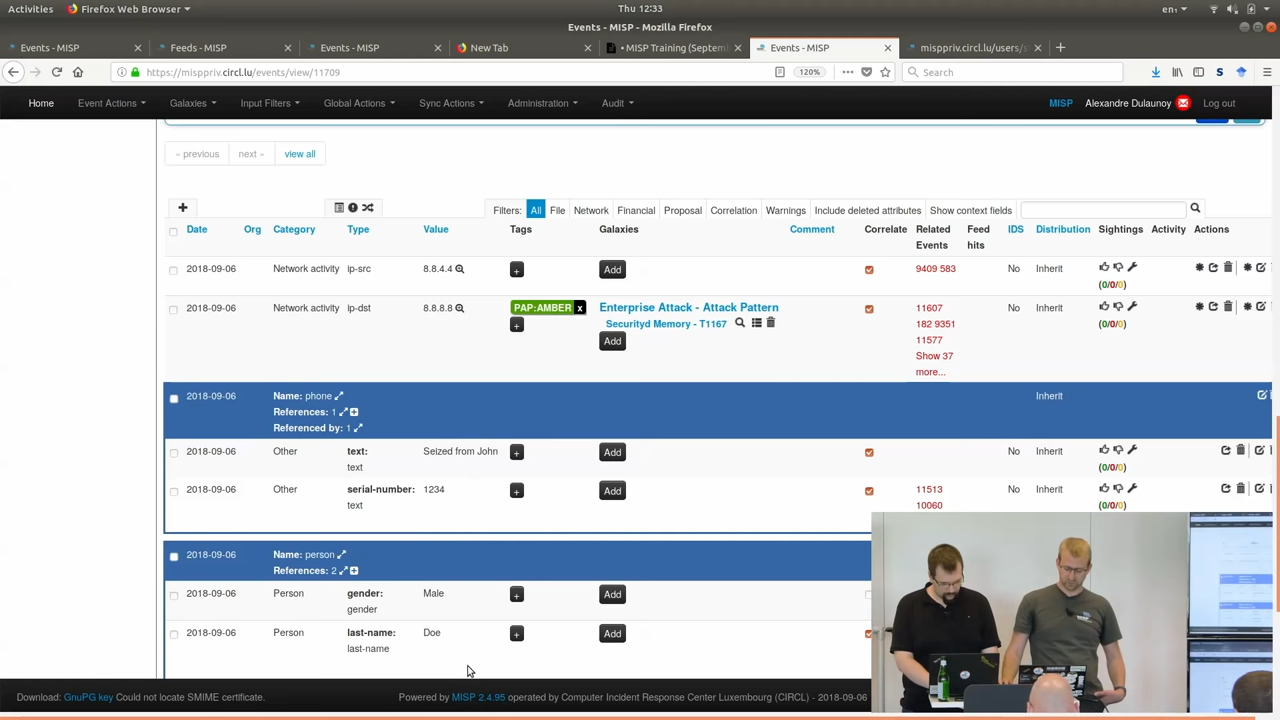 Activities Firefox Web Browser Thu 12:33 en
Events - MISP - Mozilla Firefox
Events - MISP Feeds - MISP Events - MISP New Tab • MISP Training (Septem Events - MISP misppriv.circl.lu/users/s
https://misppriv.circl.lu/events/view/11709 120% Search
Home Event Actions Galaxies Input Filters Global Actions Sync Actions Administration Audit MISP Alexandre Dulaunoy Log out
« previous next » view all
Filters: All File Network Financial Proposal Correlation Warnings Include deleted attributes Show context fields
Date Org Category Type Value Tags Galaxies Comment Correlate Related Events Feed hits IDS Distribution Sightings Activity Actions
2018-09-06 Network activity ip-src 8.8.4.4 + Add 9409 583 No Inherit
(0/0/0)
2018-09-06 Network activity ip-dst 8.8.8.8 PAP:AMBER x Enterprise Attack - Attack Pattern 11607 No Inherit
+ Securityd Memory - T1167 182 9351 (0/0/0)
Add 11577
Show 37
more...
2018-09-06 Name: phone Inherit
References: 1
Referenced by: 1
2018-09-06 Other text: Seized from John + Add No Inherit
text (0/0/0)
2018-09-06 Other serial-number: 1234 + Add 11513 No Inherit
text 10060 (0/0/0)
2018-09-06 Name: person
References: 2
2018-09-06 Person gender: Male + Add
gender
2018-09-06 Person last-name: Doe + Add
last-name
Download: GnuPG key Could not locate SMIME certificate. Powered by MISP 2.4.95 operated by Computer Incident Response Center Luxembourg (CIRCL) - 2018-09-06